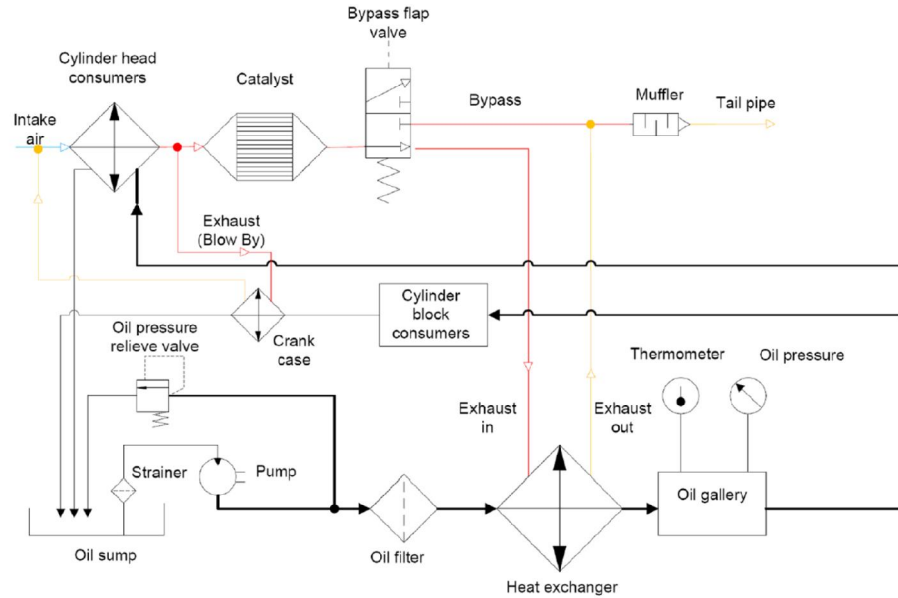 Bypass flap
valve
Cylinder head
consumers
Catalyst
Bypass
Muffler
Tail pipe
Intake
air
Exhaust
(Blow By)
Cylinder
block
consumers
Crank
case
Oil pressure
relieve valve
Thermometer
Oil pressure
Exhaust
in
Exhaust
out
Strainer
Pump
Oil gallery
Oil sump
Oil filter
Heat exchanger